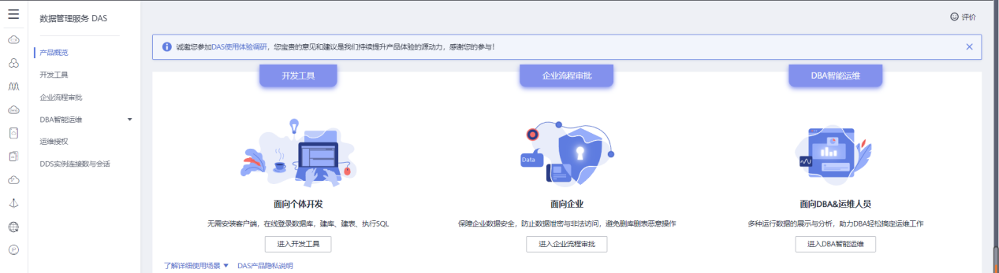 数据管理服务 DAS
评价
产品概览
开发工具
企业流程审批
DBA智能运维
运维授权
DDS实例连接数与会话
诚邀您参加DAS使用体验调研，您宝贵的意见和建议是我们持续提升产品体验的源动力，感谢您的参与！
开发工具
企业流程审批
DBA智能运维
Data
面向个体开发
面向企业
面向DBA&运维人员
无需安装客户端，在线登录数据库，建库、建表、执行SQL
保障企业数据安全，防止数据泄密与非法访问，避免删库删表恶意操作
多种运行数据的展示与分析，助力DBA轻松搞定运维工作
进入开发工具
进入企业流程审批
进入DBA智能运维
了解详细使用场景
DAS产品隐私说明